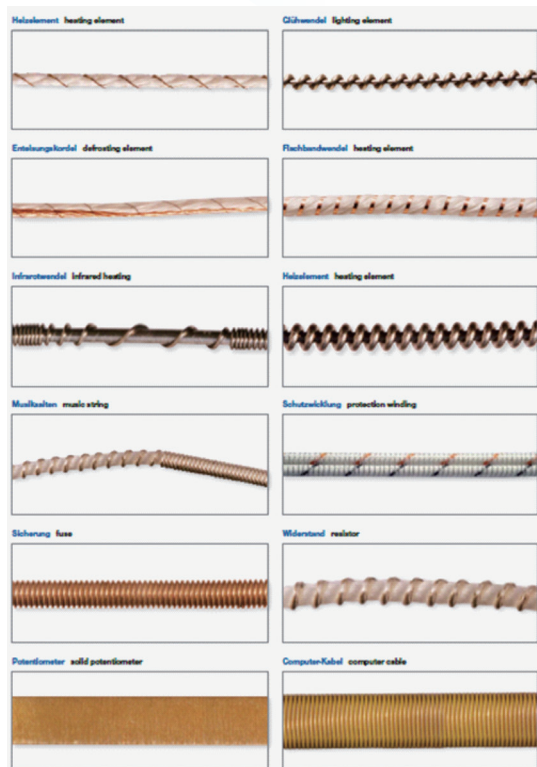 Heizelement heating element
Glühwendel lighting element
Enteisungskordel defrosting element
Flachbandwendel heating element
Infrarotwendel infrared heating
Heizelement heating element
Musiksaiten music string
Schutzwicklung protection winding
Sicherung fuse
Widerstand resistor
Potentiometer solid potentiometer
Computer-Kabel computer cable